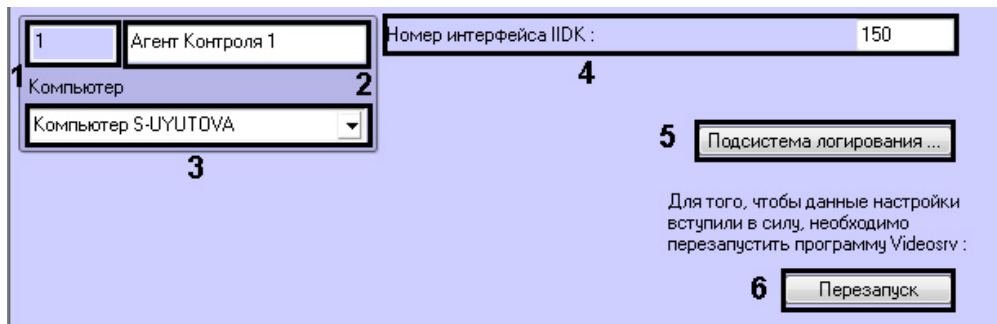 1
Агент Контроля 1
Номер интерфейса IIDK :
150
1
2
4
Компьютер
Компьютер S-UYUTOVA
3
5
Подсистема логирования ...
Для того, чтобы данные настройки
вступили в силу, необходимо
перезапустить программу Videosrv :
6
Перезапуск